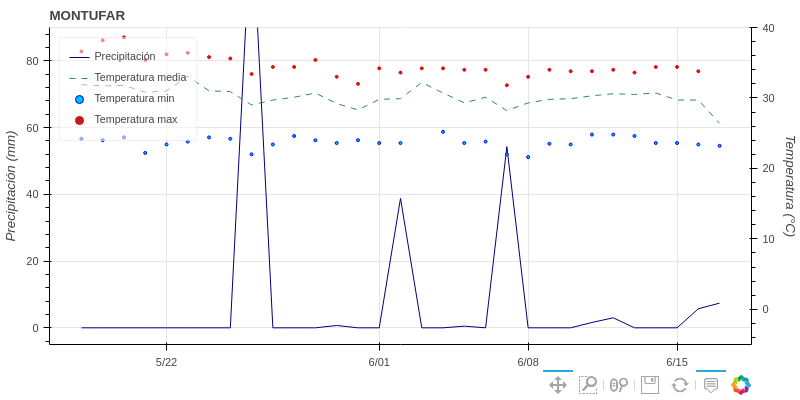 MONTUFAR
Precipitación
Temperatura media
Temperatura min
Temperatura max
Precipitación (mm)
80
60
40
20
0
Temperatura (°C)
40
30
20
10
0
5/22
6/01
6/08
6/15